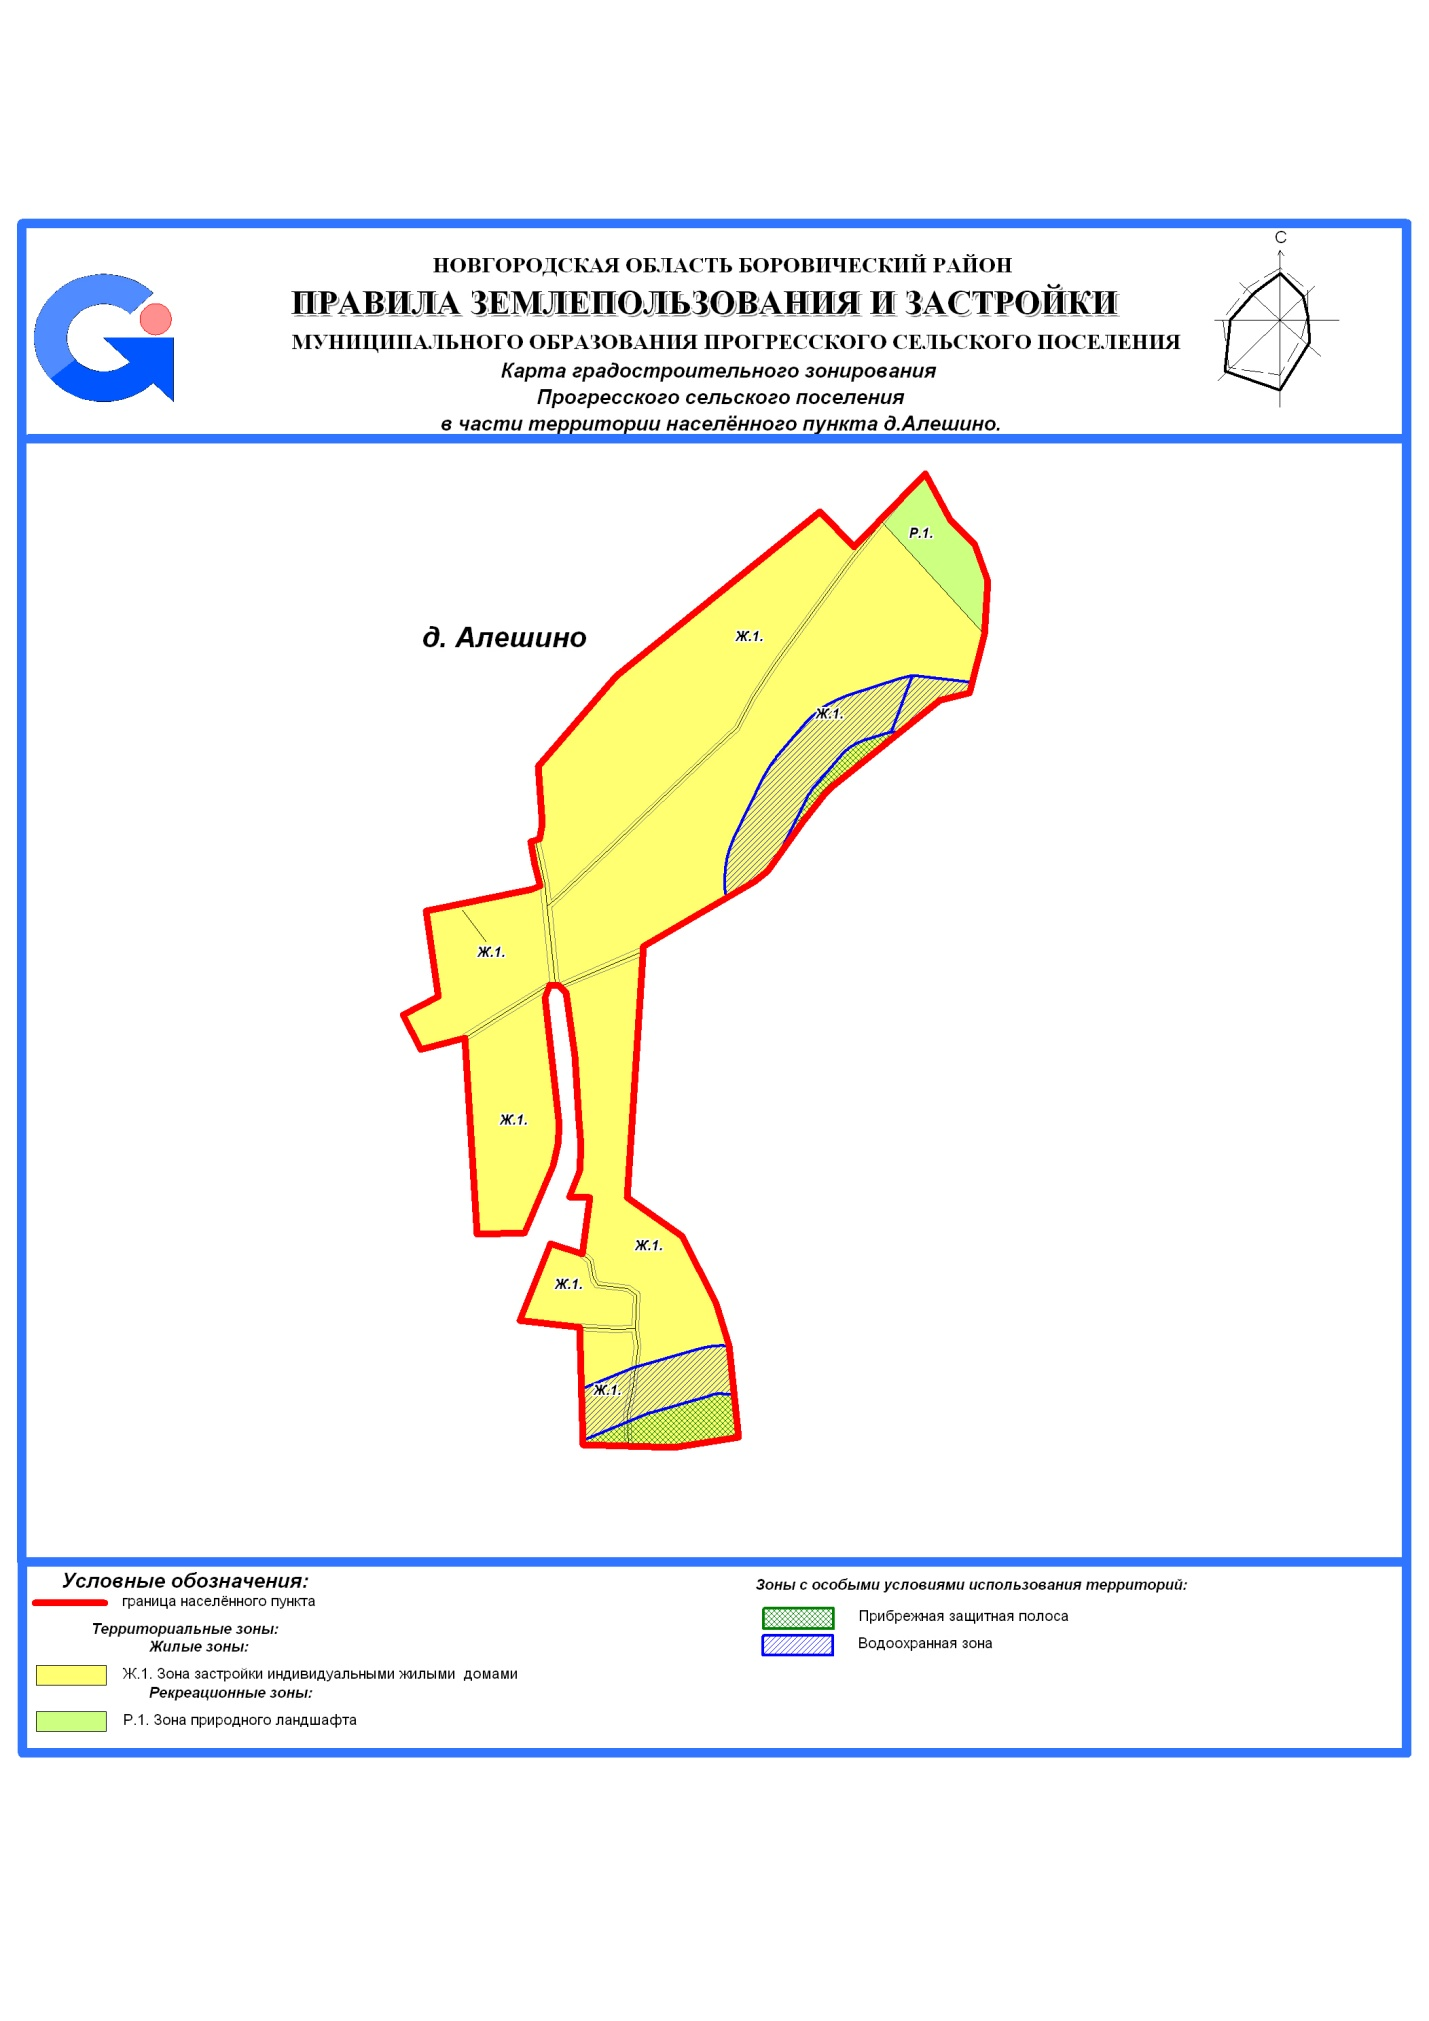 С
НОВГОРОДСКАЯ ОБЛАСТЬ БОРОВИЧЕСКИЙ РАЙОН
ПРАВИЛА ЗЕМЛЕПОЛЬЗОВАНИЯ И ЗАСТРОЙКИ
МУНИЦИПАЛЬНОГО ОБРАЗОВАНИЯ ПРОГРЕССКОГО СЕЛЬСКОГО ПОСЕЛЕНИЯ
Карта градостроительного зонирования
Прогресского сельского поселения
в части территории населённого пункта д.Алешино.
Р.1.
д. Алешино
Ж.1.
Ж.1.
Ж.1.
Ж.1.
Ж.1.
Ж.1.
Ж.1.
Условные обозначения:
граница населённого пункта
Территориальные зоны:
Жилые зоны:
Ж.1. Зона застройки индивидуальными жилыми домами
Рекреационные зоны:
Р.1. Зона природного ландшафта
Зоны с особыми условиями использования территорий:
Прибрежная защитная полоса
Водоохранная зона